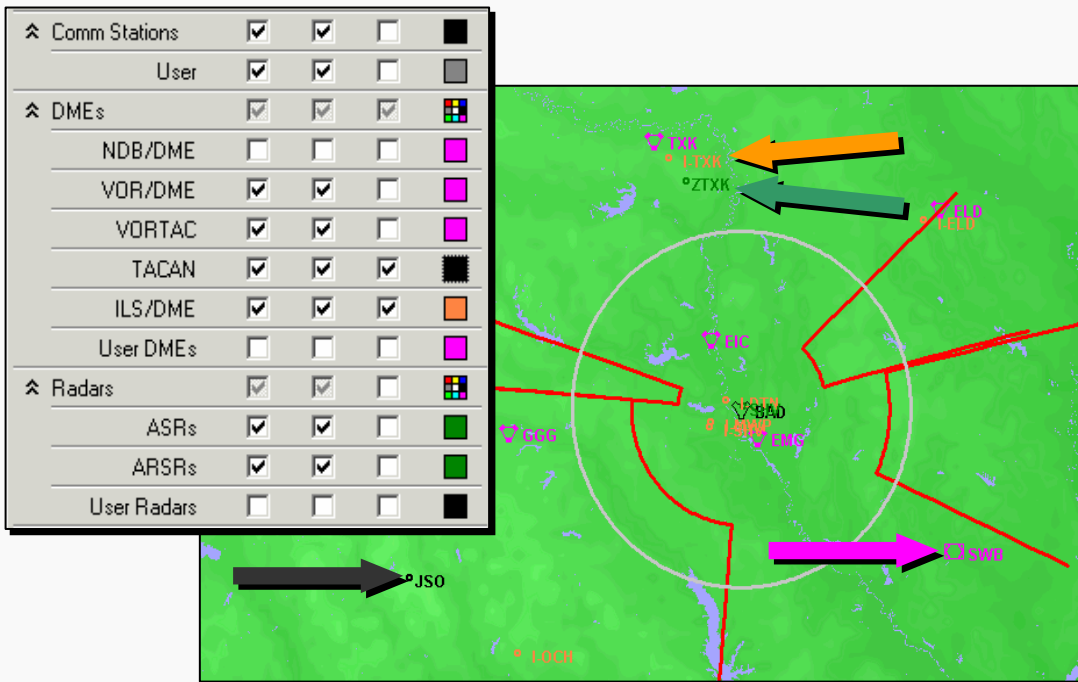 Comm Stations
User
DMEs
NDB/DME
VOR/DME
VORTAC
TACAN
ILS/DME
User DMEs
Radars
ASRs
ARSRs
User Radars
1
TXK
I-TXK
ZTXK
ELD
I-ELD
EIC
BAD
GGG
EMG
SWB
JSO
I-OCH